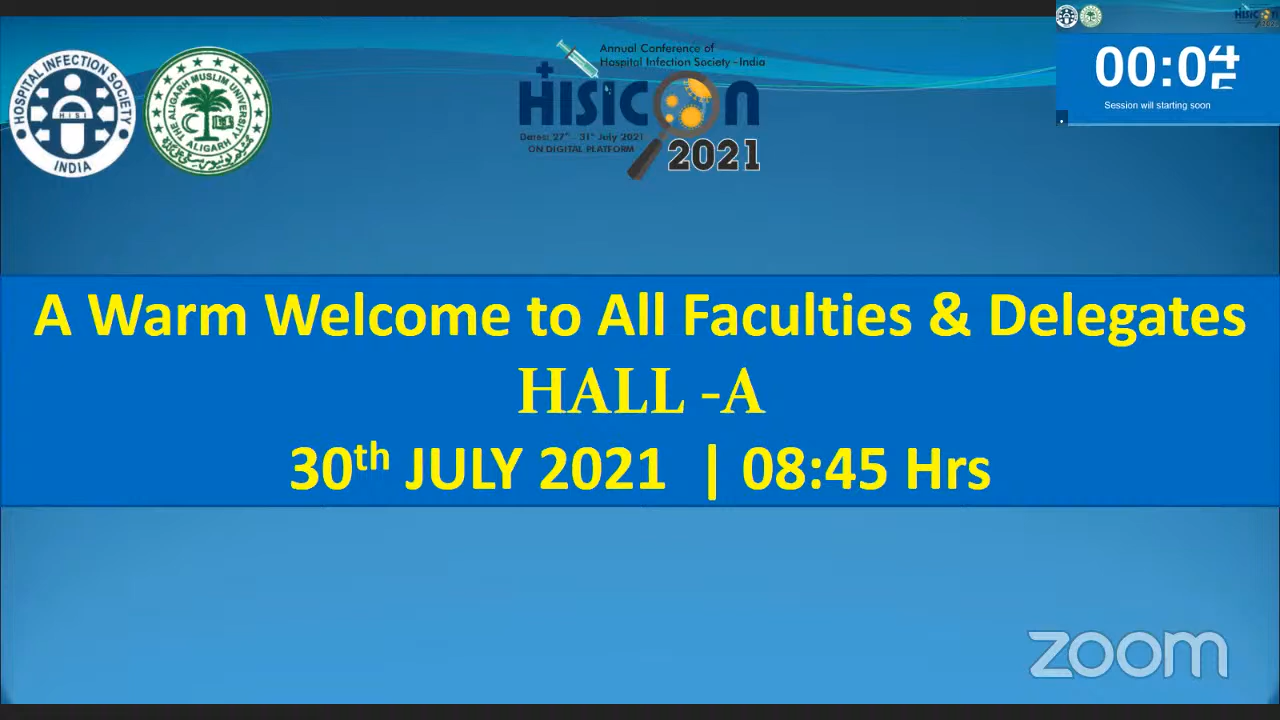 HOSPITAL INFECTION SOCIETY
H I S I
INDIA
THE ALIGARH MUSLIM UNIVERSITY
ALIGARH
Annual Conference of
Hospital Infection Society - India
HISICON
Dates: 27th - 31st July 2021
ON DIGITAL PLATFORM
2021
HISICON
Session will starting soon
A Warm Welcome to All Faculties & Delegates
HALL -A
30th JULY 2021 | 08:45 Hrs
zoom